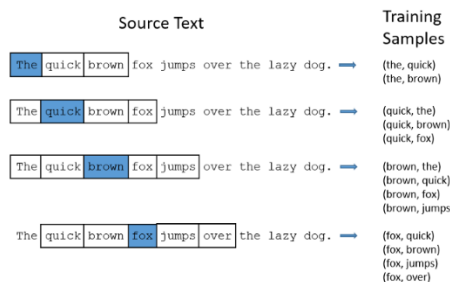 Source Text
Training
Samples
The quick brown fox jumps over the lazy dog.
(the, quick)
(the, brown)
The quick brown fox jumps over the lazy dog.
(quick, the)
(quick, brown)
(quick, fox)
The quick brown fox jumps over the lazy dog.
(brown, the)
(brown, quick)
(brown, fox)
(brown, jumps
The quick brown fox jumps over the lazy dog.
(fox, quick)
(fox, brown)
(fox, jumps)
(fox, over)